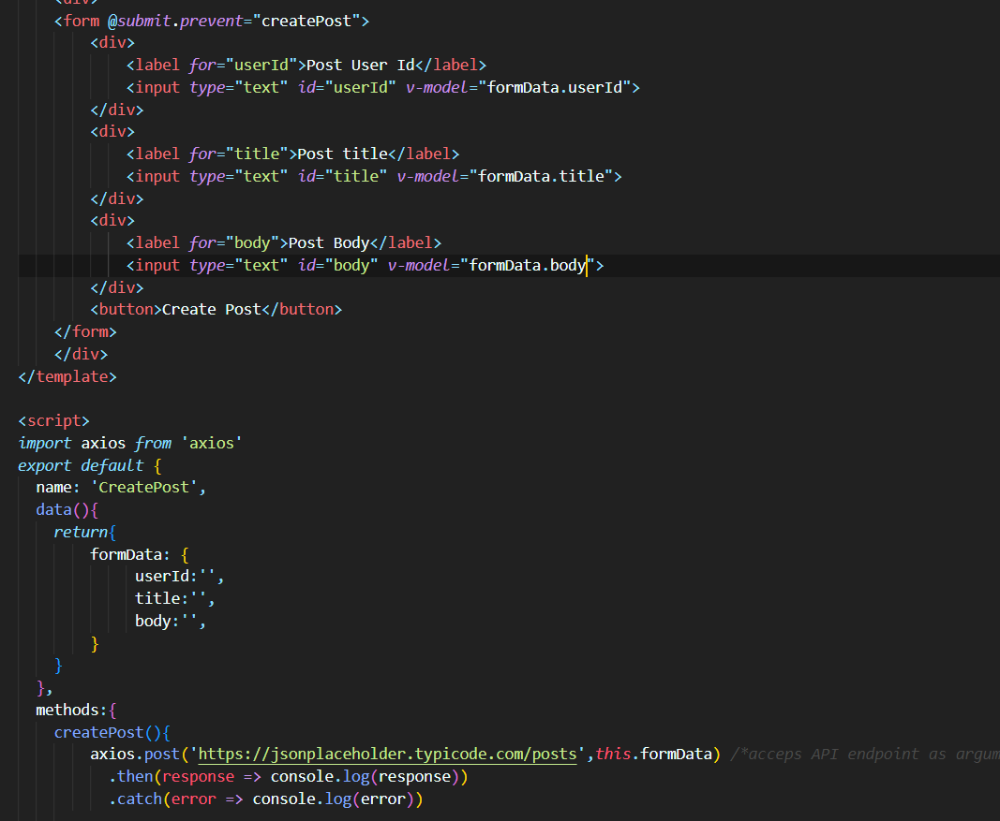 <div>
<form @submit.prevent="createPost">
<div>
<label for="userId">Post User Id</label>
<input type="text" id="userId" v-model="formData.userId">
</div>
<div>
<label for="title">Post title</label>
<input type="text" id="title" v-model="formData.title">
</div>
<div>
<label for="body">Post Body</label>
<input type="text" id="body" v-model="formData.body">
</div>
<button>Create Post</button>
</form>
</div>
</template>
<script>
import axios from 'axios'
export default {
name: 'CreatePost',
data(){
return{
formData: {
userId:'',
title:'',
body:'',
}
}
},
methods:{
createPost(){
axios.post('https://jsonplaceholder.typicode.com/posts',this.formData) /*acceps API endpoint as argum
.then(response => console.log(response))
.catch(error => console.log(error))